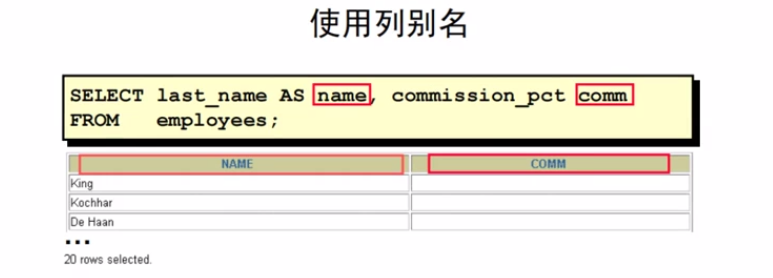 使用列别名
SELECT last_name AS name, commission_pct comm
FROM employees;
NAME COMM
King
Kochhar
De Haan
...
20 rows selected.